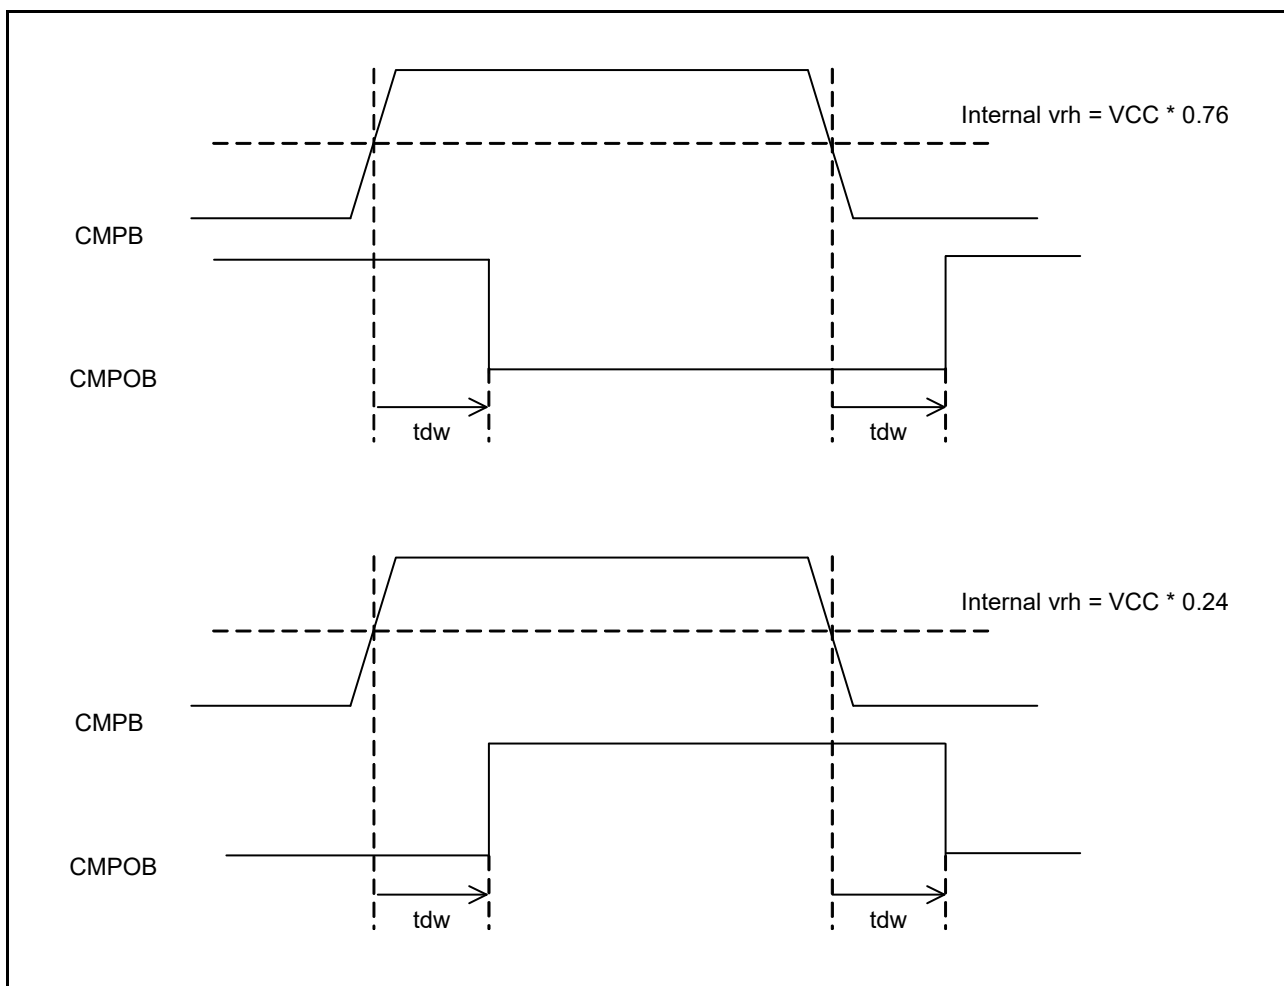 Internal vrh = VCC * 0.76
CMPB
CMPOB
tdw
tdw
Internal vrh = VCC * 0.24
CMPB
CMPOB
tdw
tdw